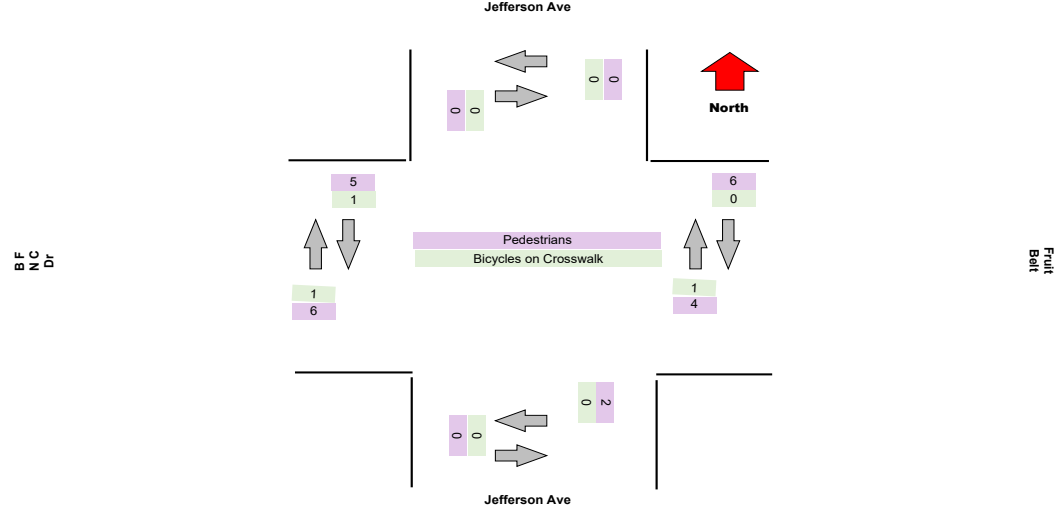 Jefferson Ave
0
0
0
0
North
5
1
6
0
Pedestrians
Bicycles on Crosswalk
B F
N C
Dr
Fruit
Belt
1
6
1
4
0
2
0
0
Jefferson Ave